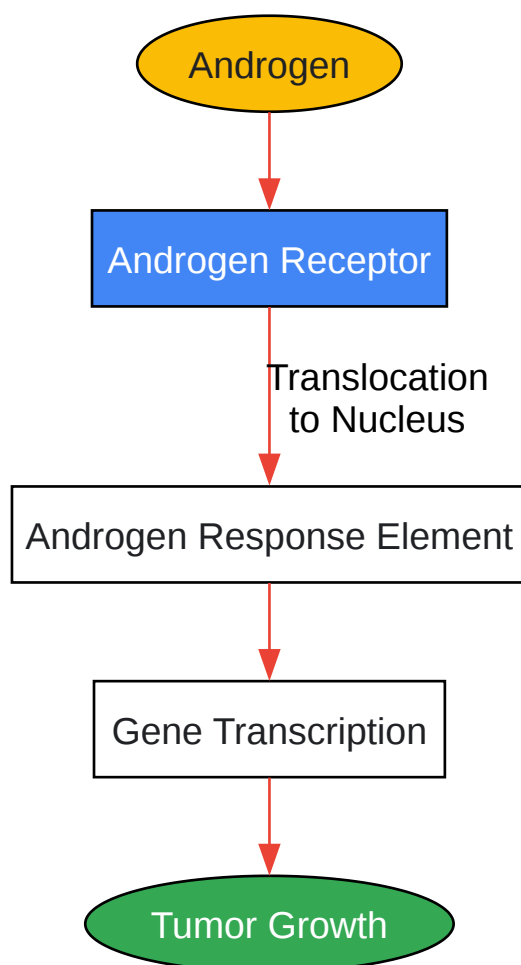 Androgen
Androgen Receptor
Translocation
to Nucleus
Androgen Response Element
Gene Transcription
Tumor Growth